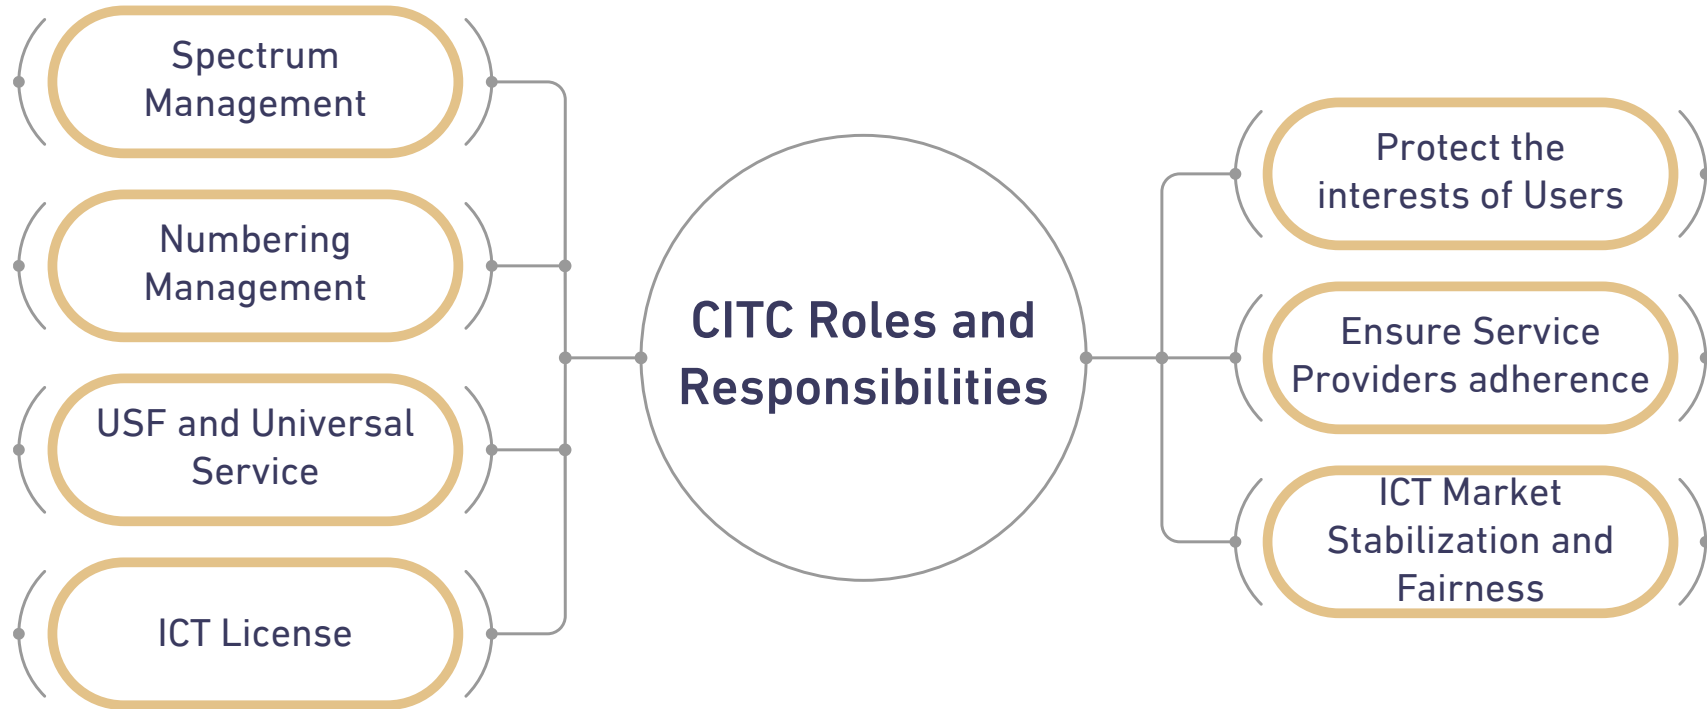 Spectrum
Management
Numbering
Management
USF and Universal
Service
ICT License
CITC Roles and
Responsibilities
Protect the
interests of Users
Ensure Service
Providers adherence
ICT Market
Stabilization and
Fairness